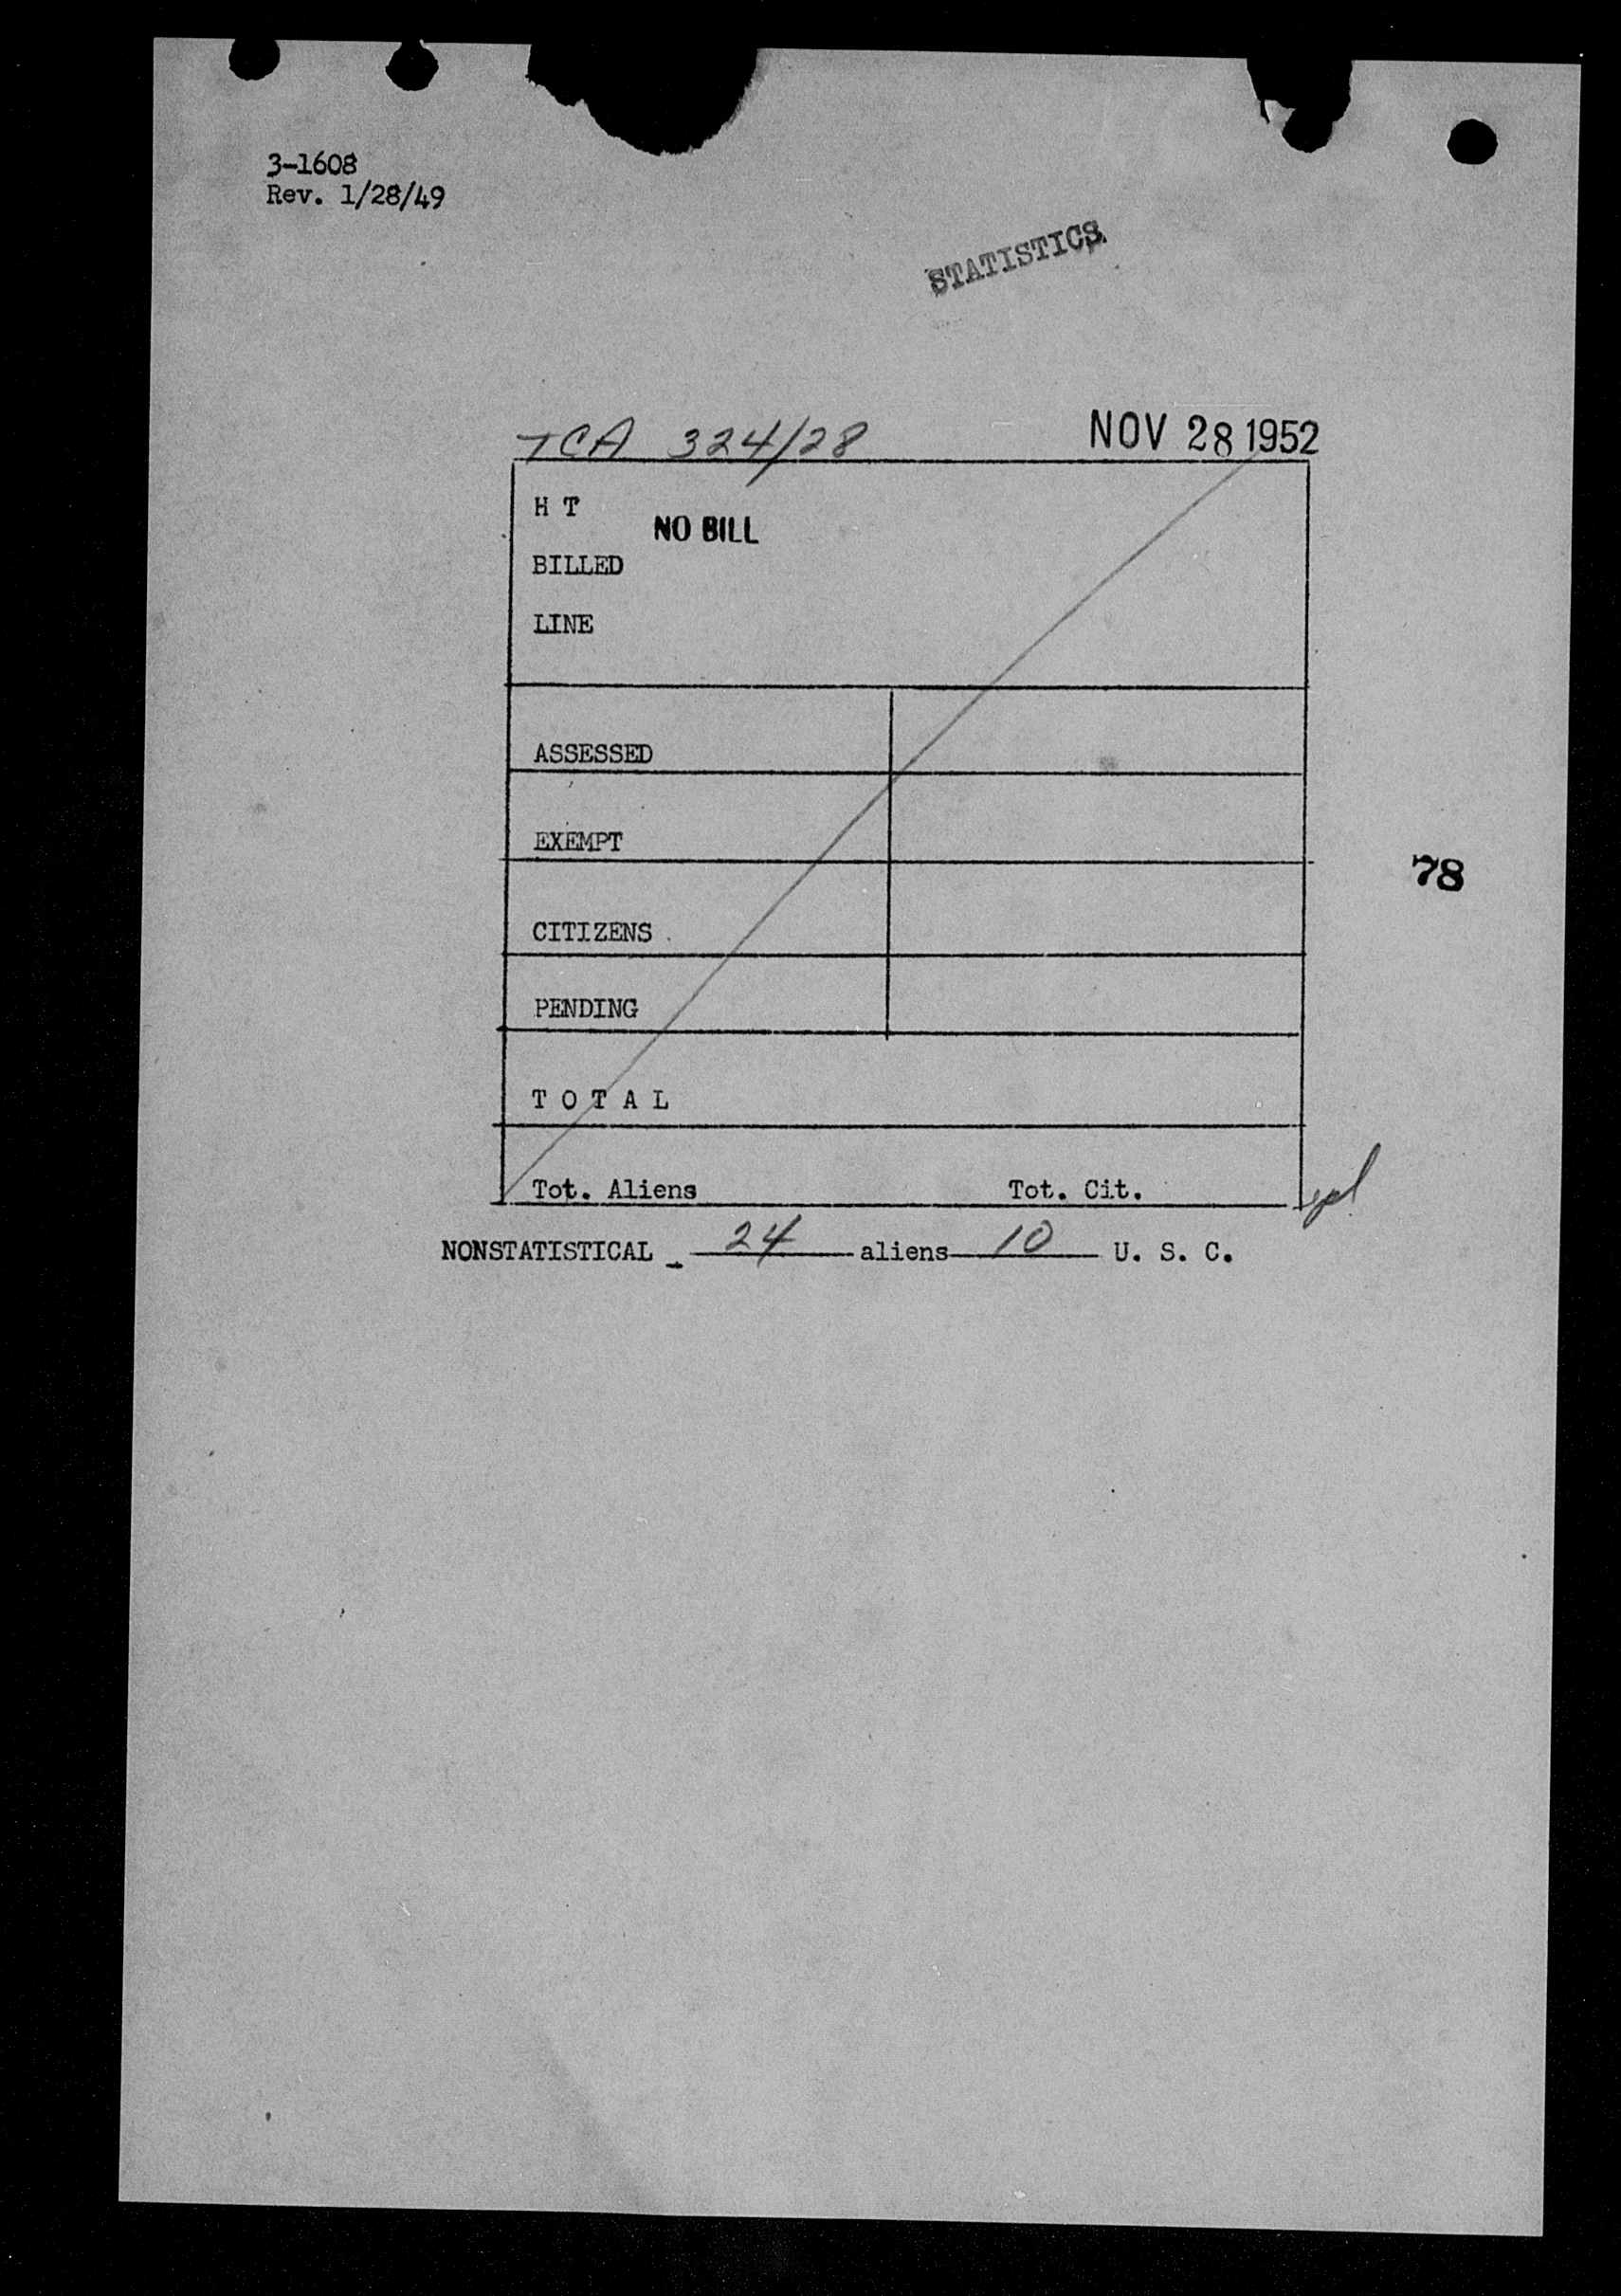 3-1608
Rev. 1/28/49
STATISTICS
TCA 324/28 NOV 28 1952
H T
NO BILL
BILLED
LINE
ASSESSED
EXEMPT
78
CITIZENS
PENDING
T O T A L
Tot. Aliens Tot. Cit.
NONSTATISTICAL - 24 aliens 10 U. S. C.